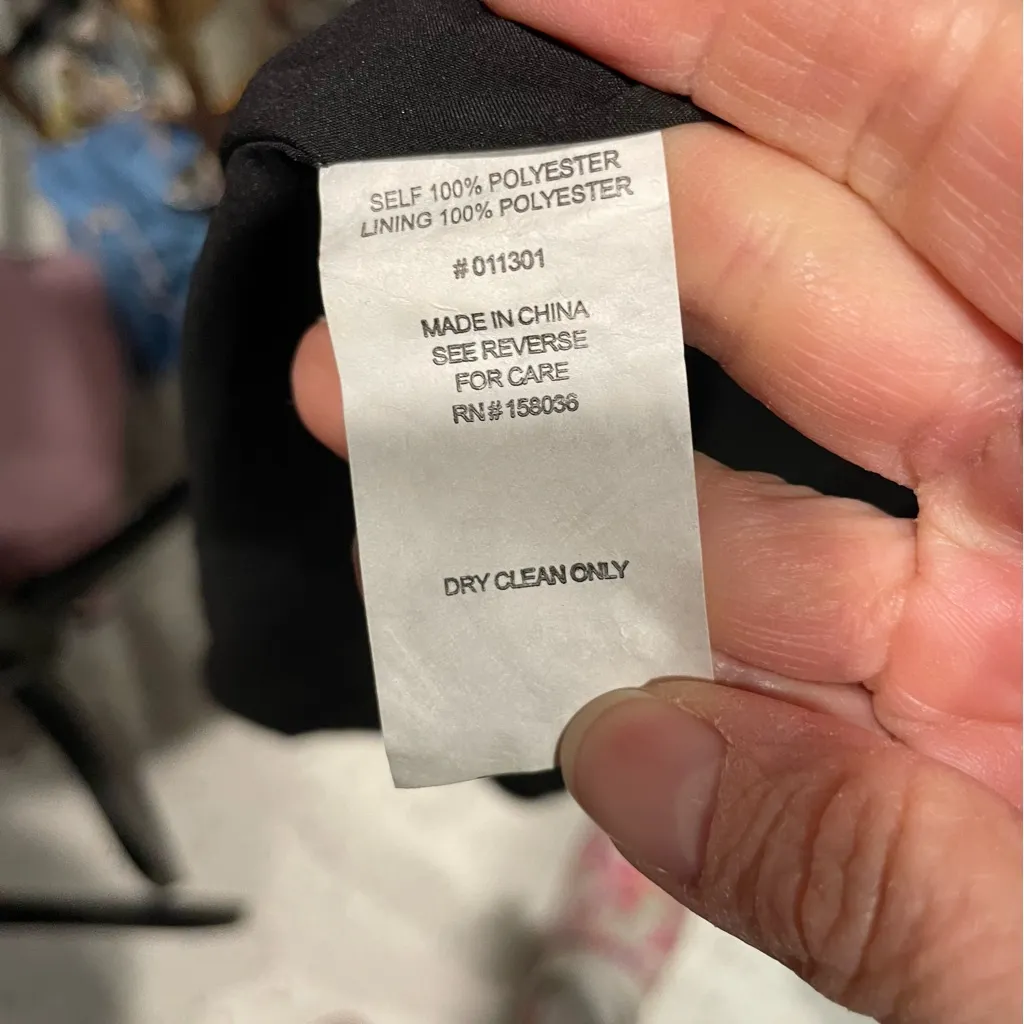 SELF 100% POLYESTER
LINING 100% POLYESTER
#011301
MADE IN CHINA
SEE REVERSE
FOR CARE
RN#158036
DRY CLEAN ONLY